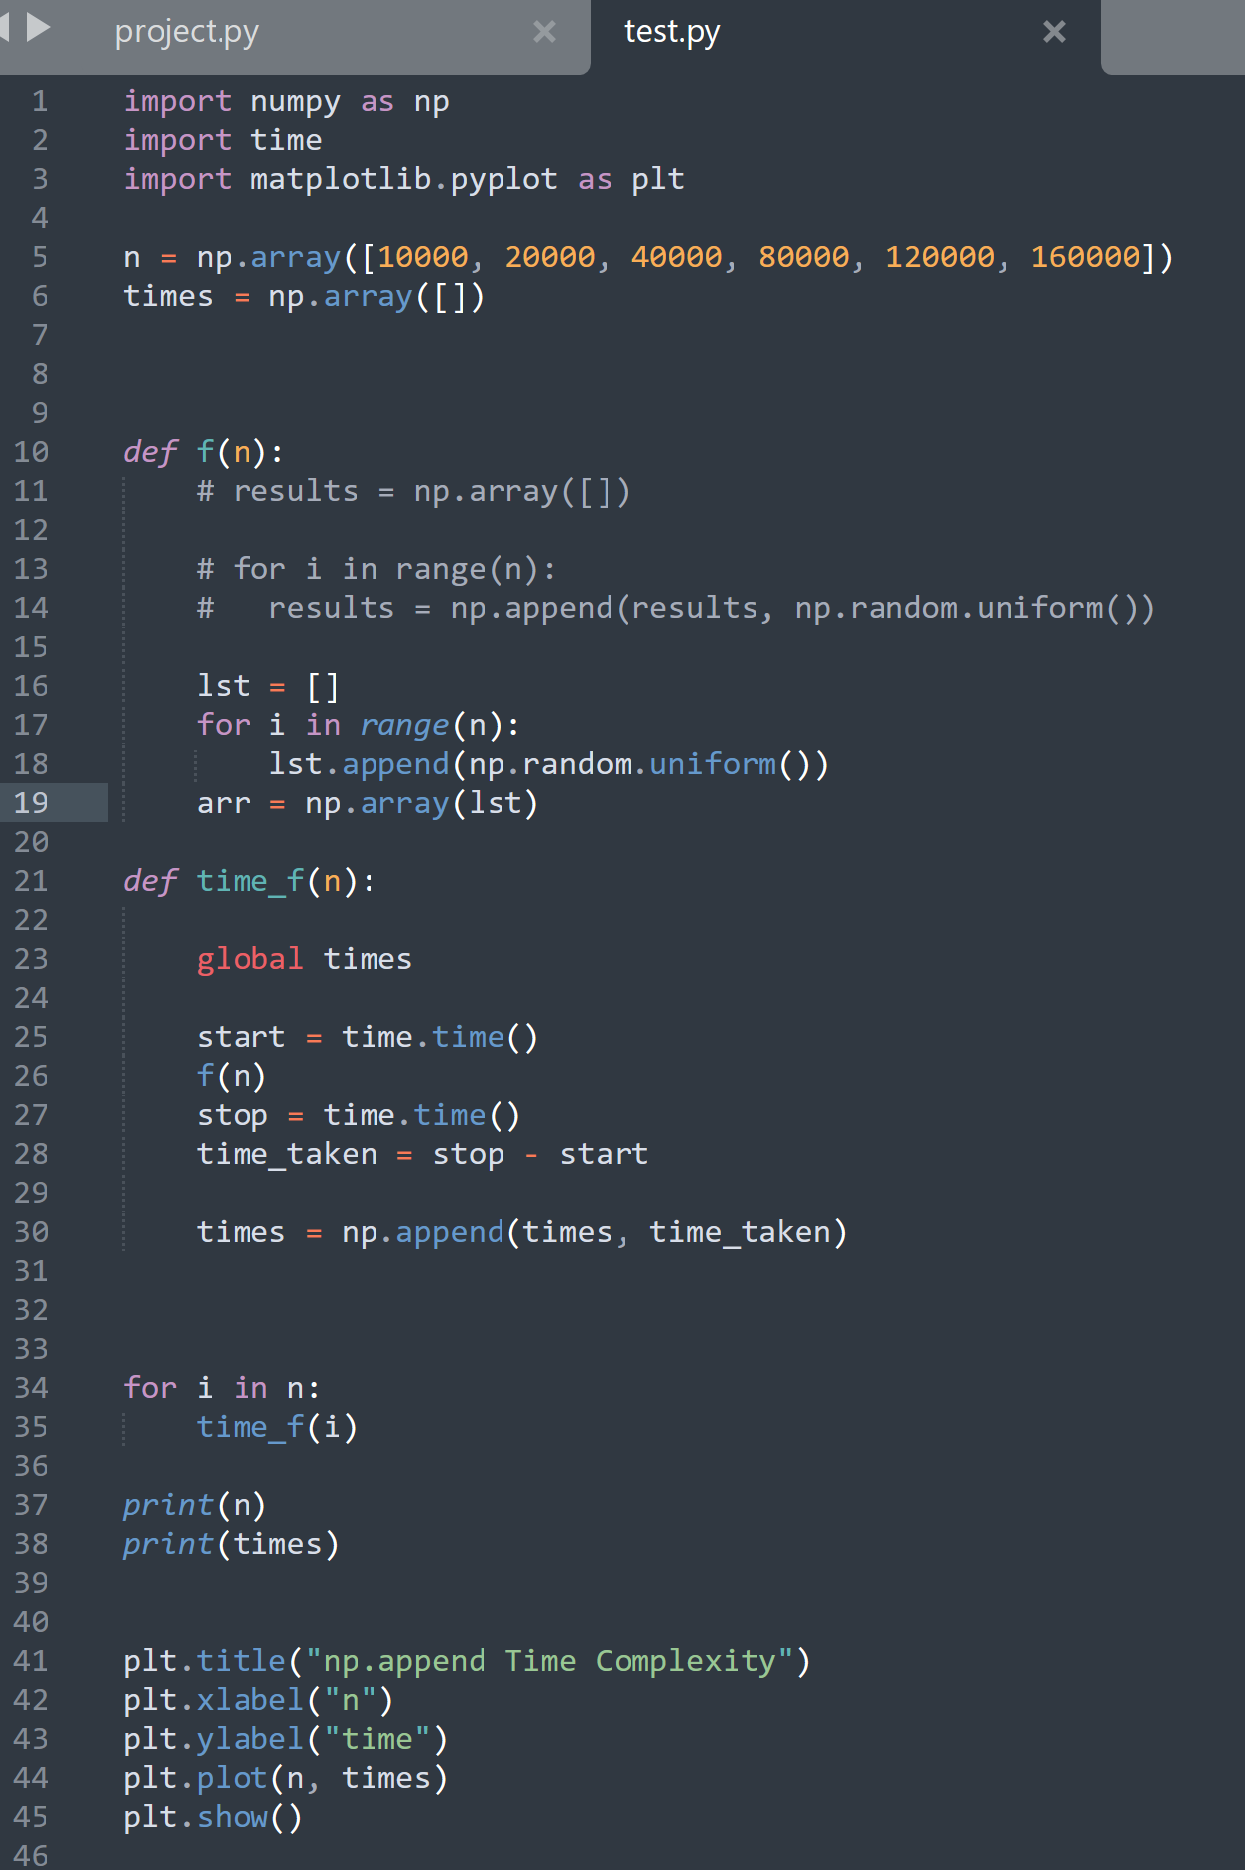 project.py × test.py ×
1 import numpy as np
2 import time
3 import matplotlib.pyplot as plt
4
5 n = np.array([10000, 20000, 40000, 80000, 120000, 160000])
6 times = np.array([])
7
8
9
10 def f(n):
11     # results = np.array([])
12
13     # for i in range(n):
14     #   results = np.append(results, np.random.uniform())
15
16     lst = []
17     for i in range(n):
18         lst.append(np.random.uniform())
19     arr = np.array(lst)
20
21 def time_f(n):
22
23     global times
24
25     start = time.time()
26     f(n)
27     stop = time.time()
28     time_taken = stop - start
29
30     times = np.append(times, time_taken)
31
32
33
34 for i in n:
35     time_f(i)
36
37 print(n)
38 print(times)
39
40
41 plt.title("np.append Time Complexity")
42 plt.xlabel("n")
43 plt.ylabel("time")
44 plt.plot(n, times)
45 plt.show()
46